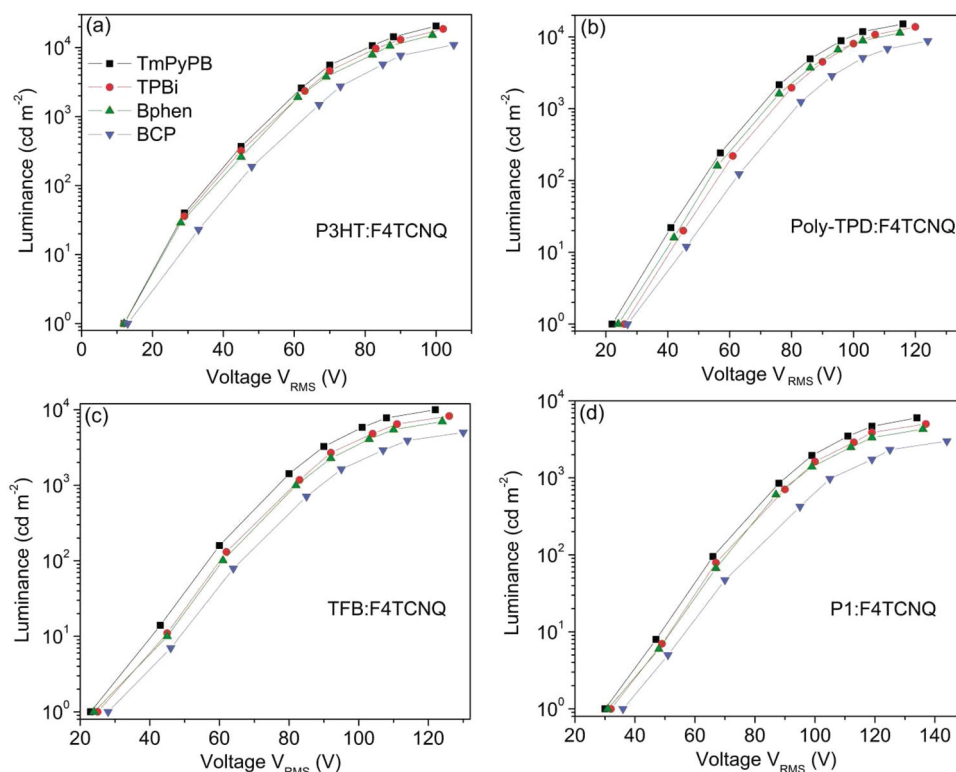 (a)
TmPyPB
TPBi
Bphen
BCP
P3HT:F4TCNQ
Luminance (cd m⁻²)
10⁴
10³
10²
10¹
10⁰
0 20 40 60 80 100
Voltage V_RMS (V)
(b)
Poly-TPD:F4TCNQ
Luminance (cd m⁻²)
10⁴
10³
10²
10¹
10⁰
20 40 60 80 100 120
Voltage V_RMS (V)
(c)
TFB:F4TCNQ
Luminance (cd m⁻²)
10⁴
10³
10²
10¹
10⁰
20 40 60 80 100 120
Voltage V_RMS (V)
(d)
P1:F4TCNQ
Luminance (cd m⁻²)
10⁴
10³
10²
10¹
10⁰
20 40 60 80 100 120 140
Voltage V_RMS (V)